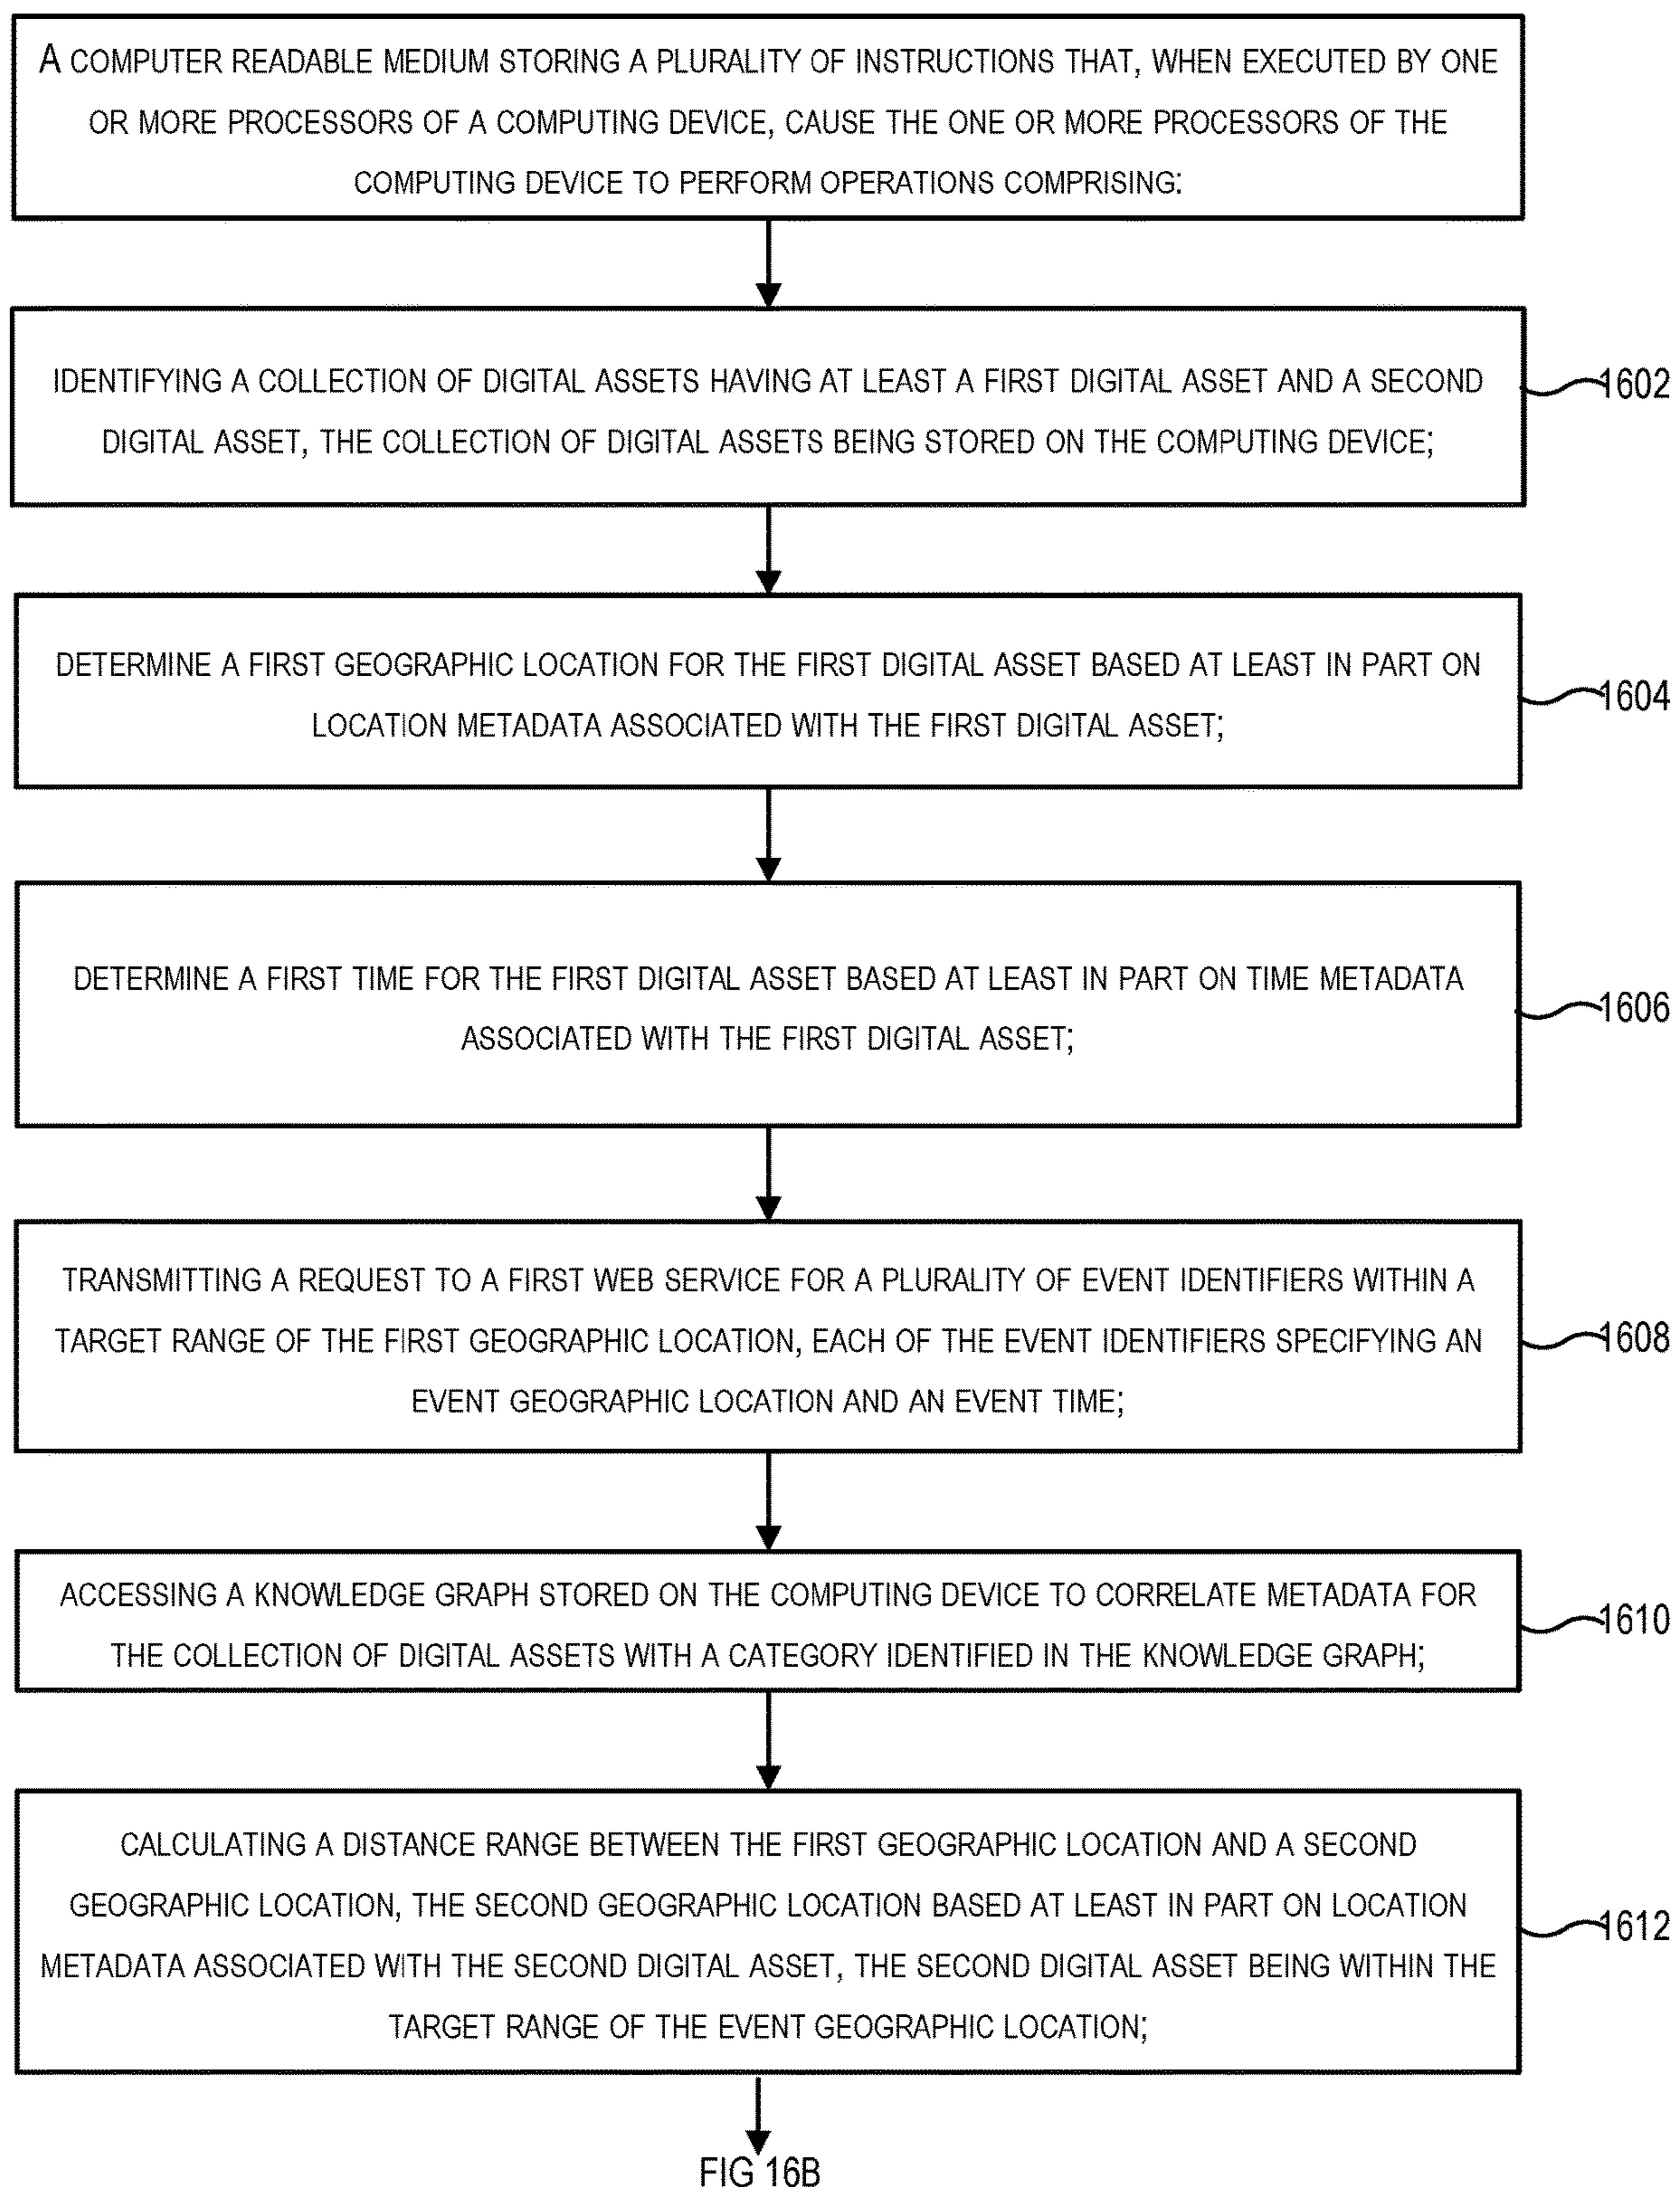 A COMPUTER READABLE MEDIUM STORING A PLURALITY OF INSTRUCTIONS THAT, WHEN EXECUTED BY ONE
OR MORE PROCESSORS OF A COMPUTING DEVICE, CAUSE THE ONE OR MORE PROCESSORS OF THE
COMPUTING DEVICE TO PERFORM OPERATIONS COMPRISING:
IDENTIFYING A COLLECTION OF DIGITAL ASSETS HAVING AT LEAST A FIRST DIGITAL ASSET AND A SECOND
DIGITAL ASSET, THE COLLECTION OF DIGITAL ASSETS BEING STORED ON THE COMPUTING DEVICE;
1602
DETERMINE A FIRST GEOGRAPHIC LOCATION FOR THE FIRST DIGITAL ASSET BASED AT LEAST IN PART ON
LOCATION METADATA ASSOCIATED WITH THE FIRST DIGITAL ASSET;
1604
DETERMINE A FIRST TIME FOR THE FIRST DIGITAL ASSET BASED AT LEAST IN PART ON TIME METADATA
ASSOCIATED WITH THE FIRST DIGITAL ASSET;
1606
TRANSMITTING A REQUEST TO A FIRST WEB SERVICE FOR A PLURALITY OF EVENT IDENTIFIERS WITHIN A
TARGET RANGE OF THE FIRST GEOGRAPHIC LOCATION, EACH OF THE EVENT IDENTIFIERS SPECIFYING AN
EVENT GEOGRAPHIC LOCATION AND AN EVENT TIME;
1608
ACCESSING A KNOWLEDGE GRAPH STORED ON THE COMPUTING DEVICE TO CORRELATE METADATA FOR
THE COLLECTION OF DIGITAL ASSETS WITH A CATEGORY IDENTIFIED IN THE KNOWLEDGE GRAPH;
1610
CALCULATING A DISTANCE RANGE BETWEEN THE FIRST GEOGRAPHIC LOCATION AND A SECOND
GEOGRAPHIC LOCATION, THE SECOND GEOGRAPHIC LOCATION BASED AT LEAST IN PART ON LOCATION
METADATA ASSOCIATED WITH THE SECOND DIGITAL ASSET, THE SECOND DIGITAL ASSET BEING WITHIN THE
TARGET RANGE OF THE EVENT GEOGRAPHIC LOCATION;
1612
FIG 16B